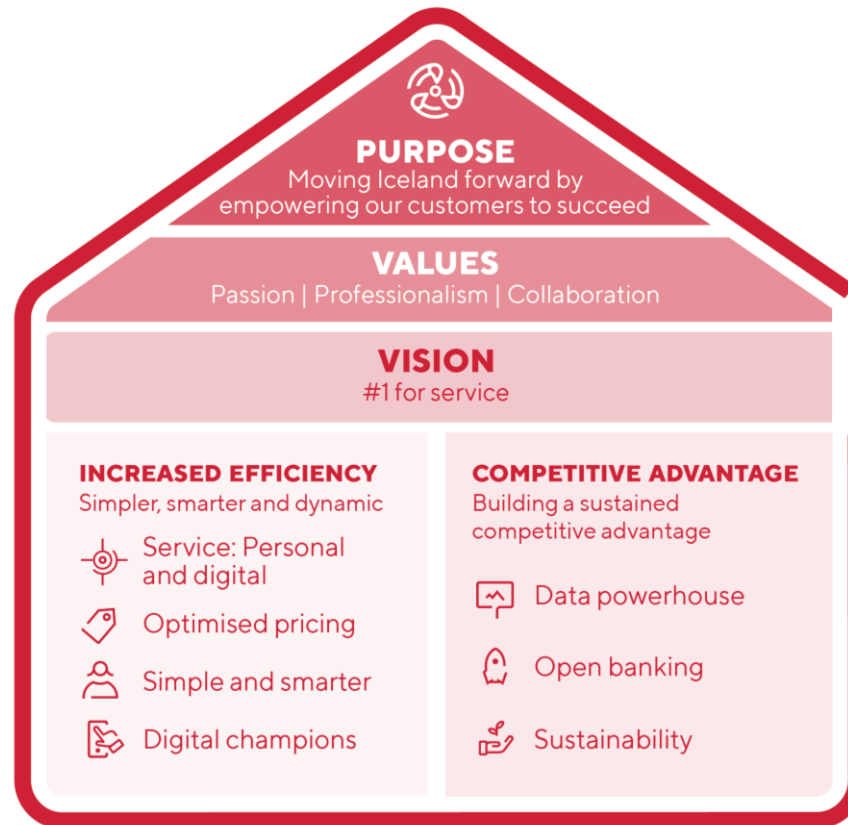 PURPOSE
Moving Iceland forward by
empowering our customers to succeed
VALUES
Passion | Professionalism | Collaboration
VISION
#1 for service
INCREASED EFFICIENCY
Simpler, smarter and dynamic
Service: Personal
and digital
Optimised pricing
Simple and smarter
Digital champions
COMPETITIVE ADVANTAGE
Building a sustained
competitive advantage
Data powerhouse
Open banking
Sustainability